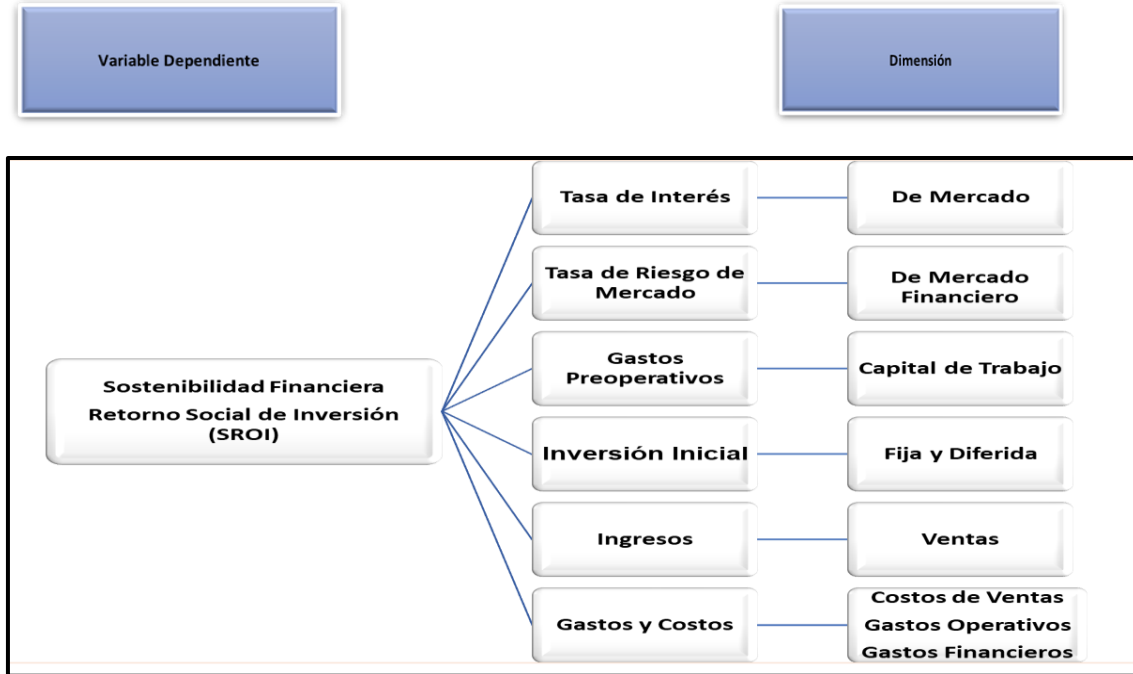 Variable Dependiente
Dimensión
Sostenibilidad Financiera
Retorno Social de Inversión
(SROI)
Tasa de Interés
De Mercado
Tasa de Riesgo de
Mercado
De Mercado
Financiero
Gastos
Preoperativos
Capital de Trabajo
Inversión Inicial
Fija y Diferida
Ingresos
Ventas
Gastos y Costos
Costos de Ventas
Gastos Operativos
Gastos Financieros